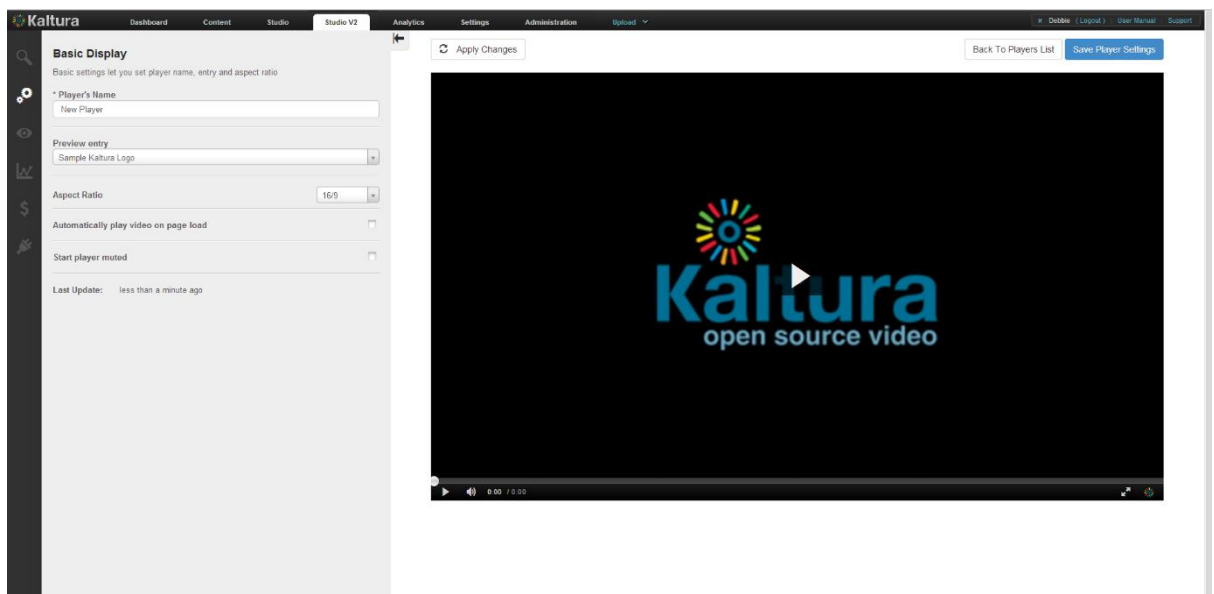 Kaltura Dashboard Content Studio Studio V2 Analytics Settings Administration Upload Debbie (Logout) User Manual Support
Basic Display
Basic settings let you set player name, entry and aspect ratio
* Player's Name
New Player
Preview entry
Sample Kaltura Logo
Aspect Ratio 16/9
Automatically play video on page load
Start player muted
Last Update: less than a minute ago
Apply Changes Back To Players List Save Player Settings
Kaltura
open source video
0:00 / 0:00